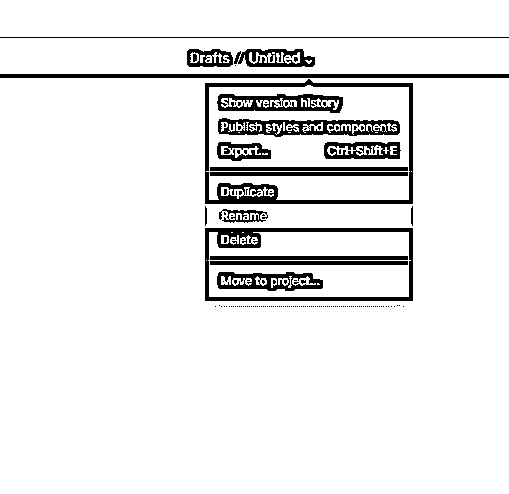 Drafts // Untitled
Show version history
Publish styles and components
Export... Ctrl+Shift+E
Duplicate
Rename
Delete
Move to project...